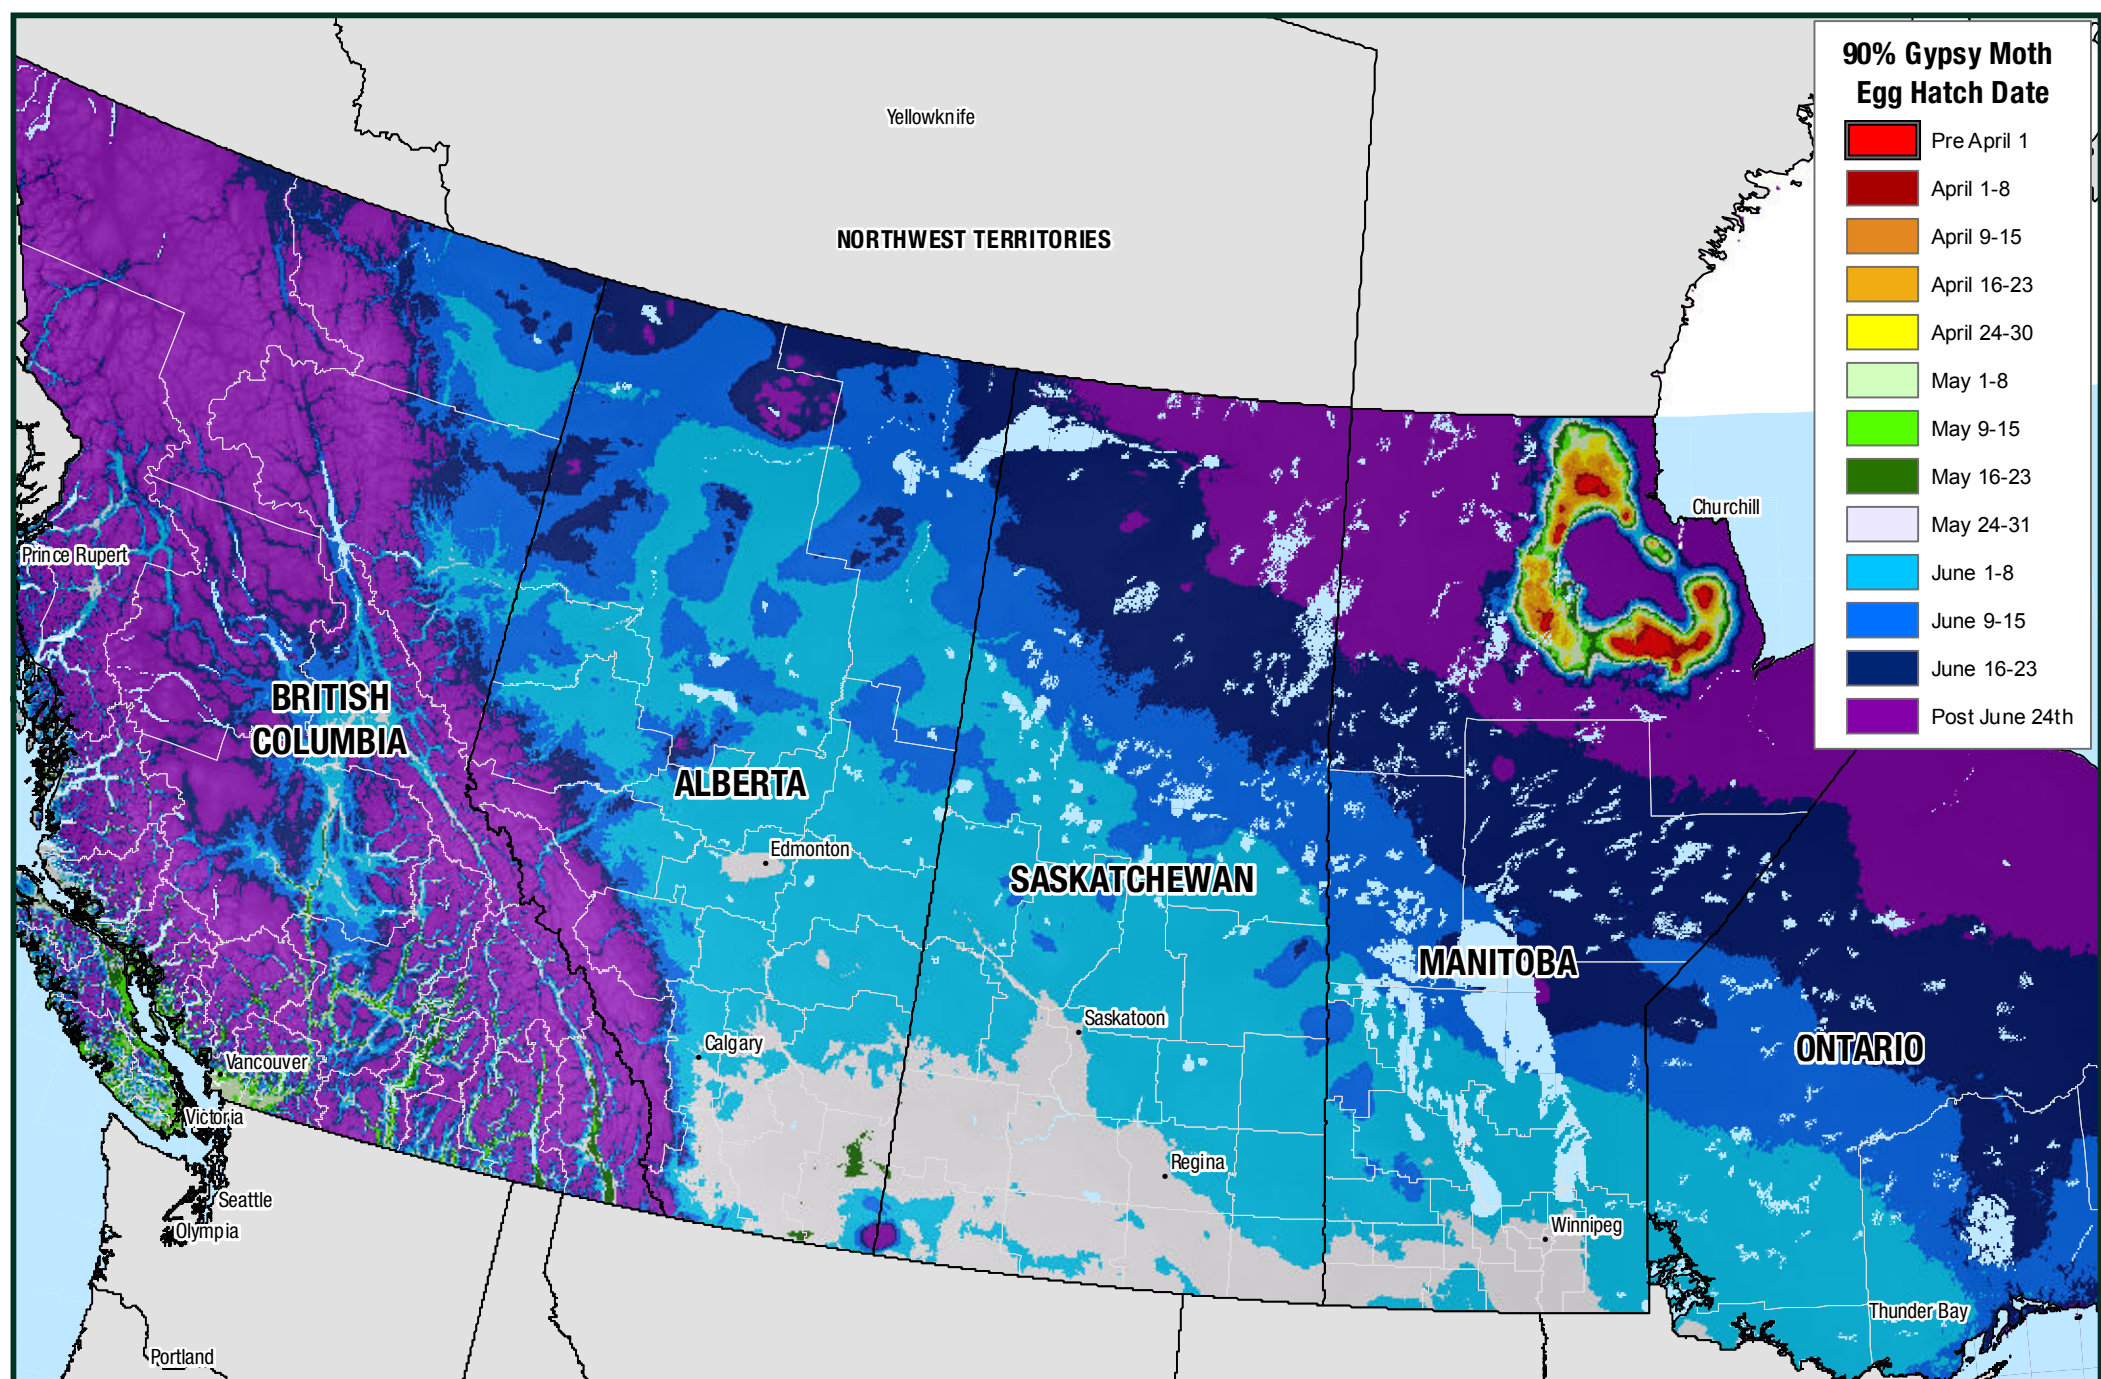 90% Gypsy Moth
Egg Hatch Date
Pre April 1
April 1-8
April 9-15
April 16-23
April 24-30
May 1-8
May 9-15
May 16-23
May 24-31
June 1-8
June 9-15
June 16-23
Post June 24th
Yellowknife
NORTHWEST TERRITORIES
Churchill
Prince Rupert
BRITISH
COLUMBIA
ALBERTA
Edmonton
SASKATCHEWAN
MANITOBA
Saskatoon
Calgary
ONTARIO
Vancouver
Victoria
Regina
Seattle
Olympia
Winnipeg
Thunder Bay
Portland